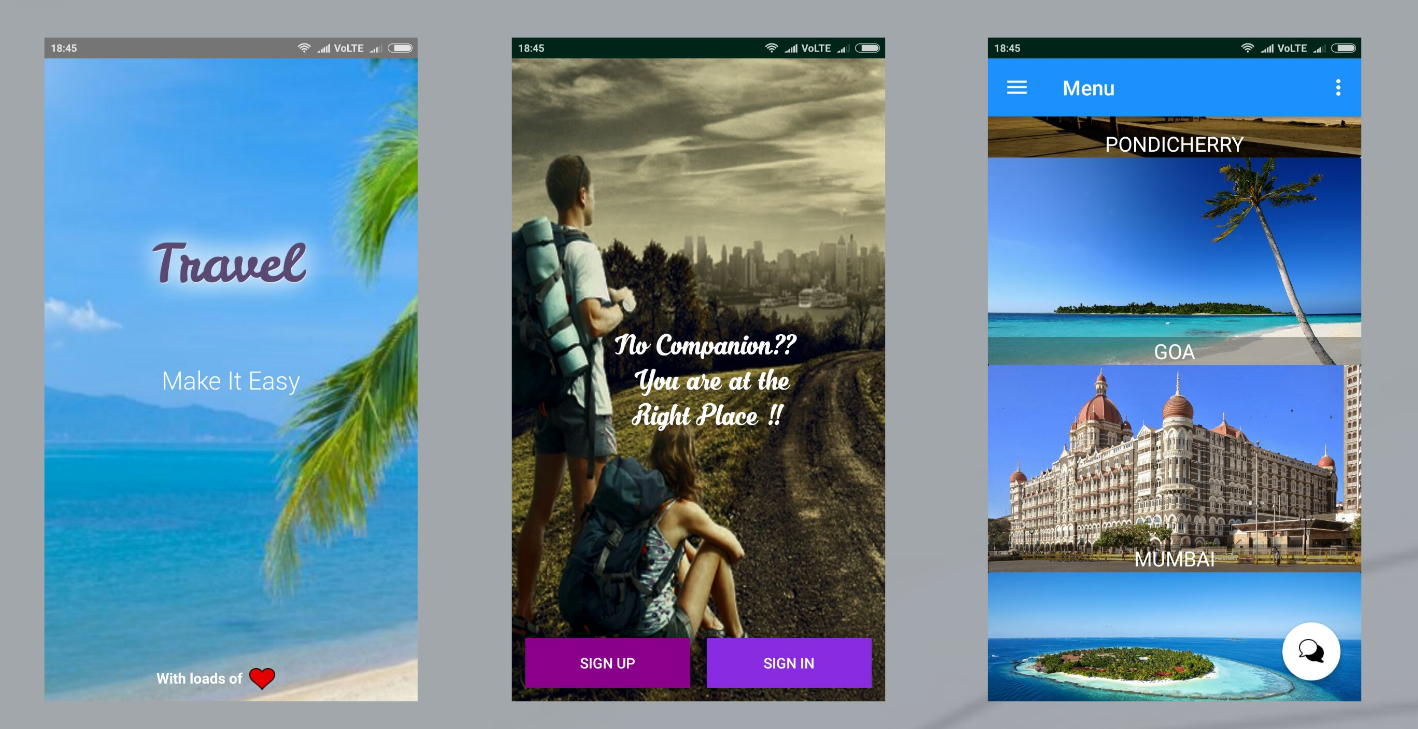 18:45 VoLTE
Travel
Make It Easy
With loads of
18:45 VoLTE
No Companion??
You are at the
Right Place !!
SIGN UP SIGN IN
18:45 VoLTE
Menu
PONDICHERRY
GOA
MUMBAI